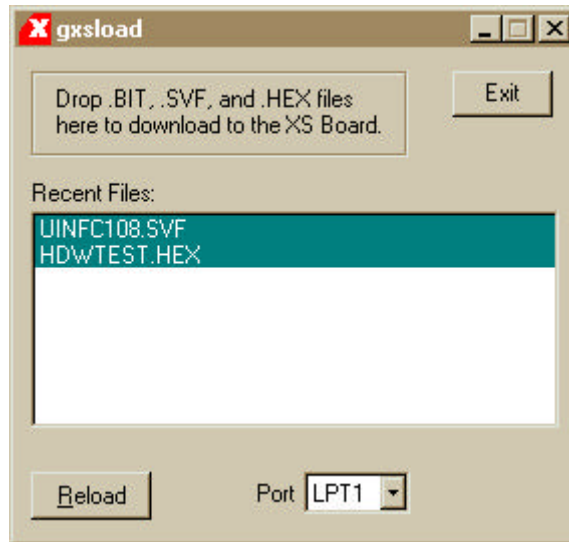 X gxsload
Drop .BIT, .SVF, and .HEX files
here to download to the XS Board.
Exit
Recent Files:
UINFC108.SVF
HDWTEST.HEX
Reload
Port LPT1